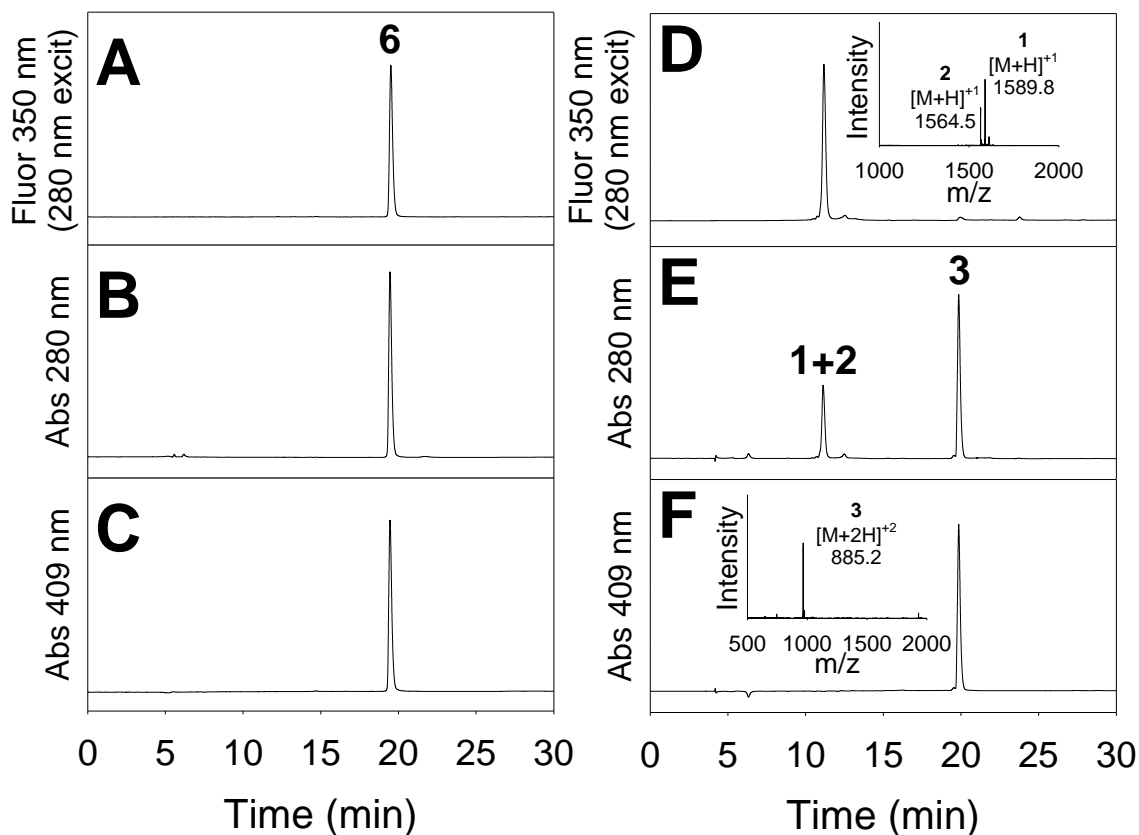 A
6
Fluor 350 nm
(280 nm excit)
B
Abs 280 nm
C
Abs 409 nm
0 5 10 15 20 25 30
Time (min)
D
Fluor 350 nm
(280 nm excit)
Intensity
1
[M+H]+1
1589.8
2
[M+H]+1
1564.5
1000 1500 2000
m/z
E
3
1+2
Abs 280 nm
F
Abs 409 nm
Intensity
3
[M+2H]+2
885.2
500 1000 1500 2000
m/z
0 5 10 15 20 25 30
Time (min)